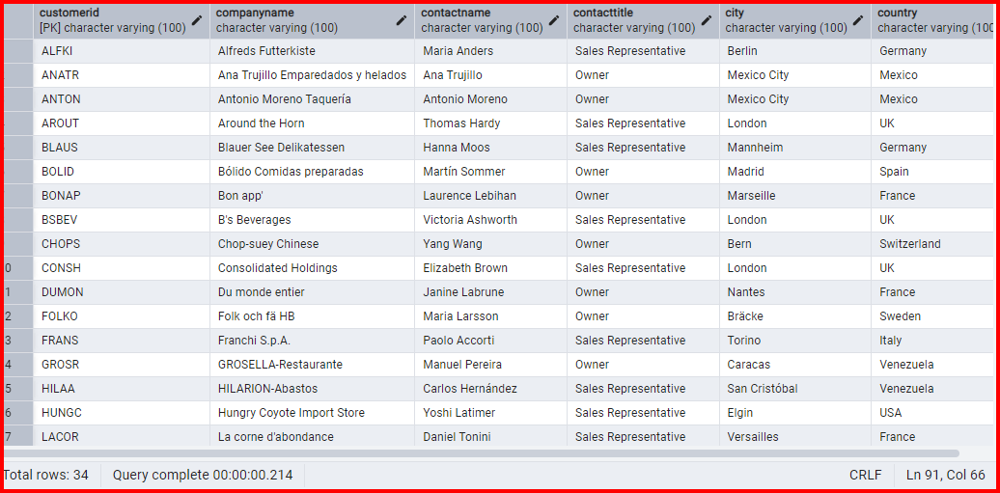 customerid companyname contactname contacttitle city country
[PK] character varying (100) character varying (100) character varying (100) character varying (100) character varying (100) character varying (100
ALFKI Alfreds Futterkiste Maria Anders Sales Representative Berlin Germany
ANATR Ana Trujillo Emparedados y helados Ana Trujillo Owner Mexico City Mexico
ANTON Antonio Moreno Taquería Antonio Moreno Owner Mexico City Mexico
AROUT Around the Horn Thomas Hardy Sales Representative London UK
BLAUS Blauer See Delikatessen Hanna Moos Sales Representative Mannheim Germany
BOLID Bólido Comidas preparadas Martín Sommer Owner Madrid Spain
BONAP Bon app' Laurence Lebihan Owner Marseille France
BSBEV B's Beverages Victoria Ashworth Sales Representative London UK
CHOPS Chop-suey Chinese Yang Wang Owner Bern Switzerland
0 CONSH Consolidated Holdings Elizabeth Brown Sales Representative London UK
1 DUMON Du monde entier Janine Labrune Owner Nantes France
2 FOLKO Folk och fä HB Maria Larsson Owner Bräcke Sweden
3 FRANS Franchi S.p.A. Paolo Accorti Sales Representative Torino Italy
4 GROSR GROSELLA-Restaurante Manuel Pereira Owner Caracas Venezuela
5 HILAA HILARION-Abastos Carlos Hernández Sales Representative San Cristóbal Venezuela
6 HUNGC Hungry Coyote Import Store Yoshi Latimer Sales Representative Elgin USA
7 LACOR La corne d'abondance Daniel Tonini Sales Representative Versailles France
Total rows: 34 Query complete 00:00:00.214 CRLF Ln 91, Col 66